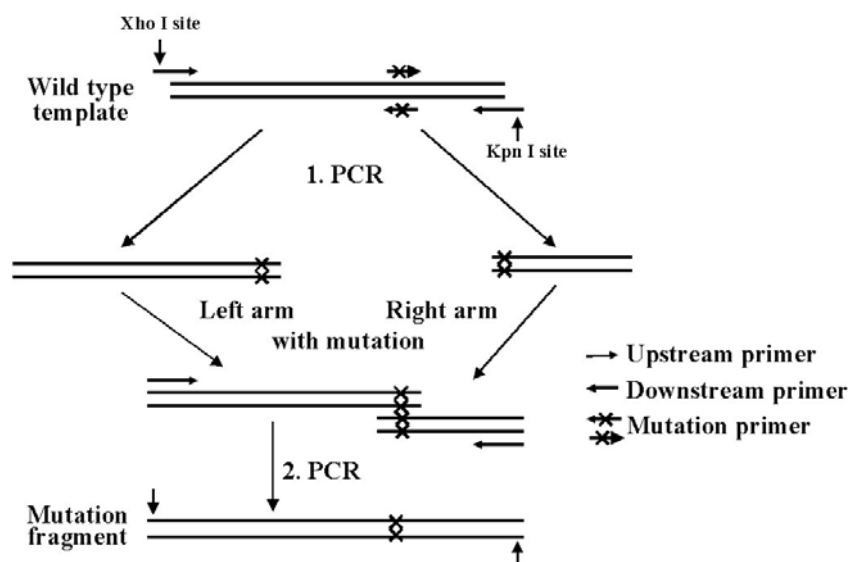 Xho I site
Wild type
template
Kpn I site
1. PCR
Left arm
Right arm
with mutation
Upstream primer
Downstream primer
Mutation primer
2. PCR
Mutation
fragment